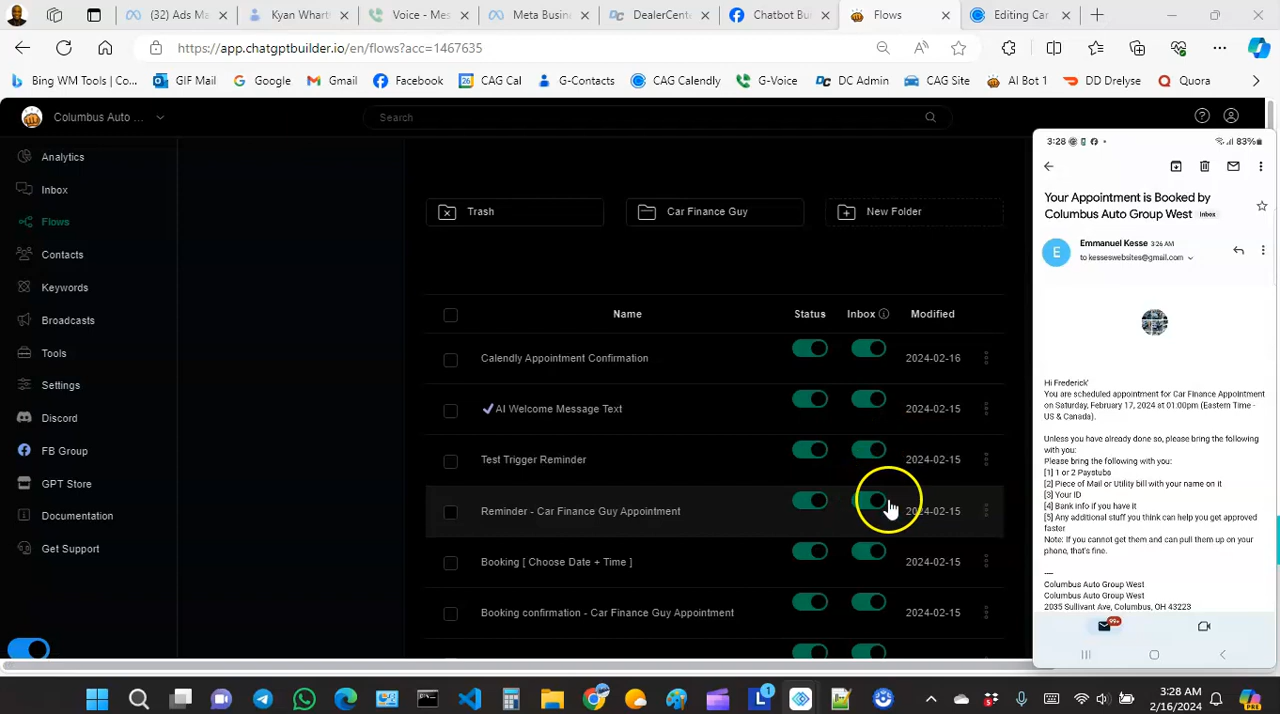 (32) Ads Ma
Kyan Whart
Voice - Mes
Meta Busin
DealerCent
Chatbot Bu
Flows
Editing Car
https://app.chatgptbuilder.io/en/flows?acc=1467635
Bing WM Tools | Co...
GIF Mail
Google
Gmail
Facebook
CAG Calendly
G-Contacts
CAG Calendly
G-Voice
DC Admin
CAG Site
AI Bot 1
DD Drelyse
Quora
Columbus Auto ...
Search
Analytics
Inbox
Flows
Contacts
Keywords
Broadcasts
Tools
Settings
Discord
FB Group
GPT Store
Documentation
Get Support
Trash
Car Finance Guy
New Folder
Name Status Inbox Modified
Calendly Appointment Confirmation 2024-02-16
AI Welcome Message Text 2024-02-15
Test Trigger Reminder 2024-02-15
Reminder - Car Finance Guy Appointment 2024-02-15
Booking [ Choose Date + Time ] 2024-02-15
Booking confirmation - Car Finance Guy Appointment 2024-02-15
3:28 83%
Your Appointment is Booked by
Columbus Auto Group West Inbox
Emmanuel Kesse 3:26 AM
to kesseswebsites@gmail.com
E
Hi Frederick'
You are scheduled appointment for Car Finance Appointment
on Saturday, February 17, 2024 at 01:00pm (Eastern Time -
US & Canada).
Unless you have already done so, please bring the following
with you:
Please bring the following with you:
[1] 1 or 2 Paystubs
[2] Piece of Mail or Utility bill with your name on it
[3] Your ID
[4] Bank info if you have it
[5] Any additional stuff you think can help you get approved
faster
Note: If you cannot get them and can pull them up on your
phone, that's fine.
----
Columbus Auto Group West
Columbus Auto Group West
2035 Sullivant Ave, Columbus, OH 43223
99+
3:28 AM
2/16/2024